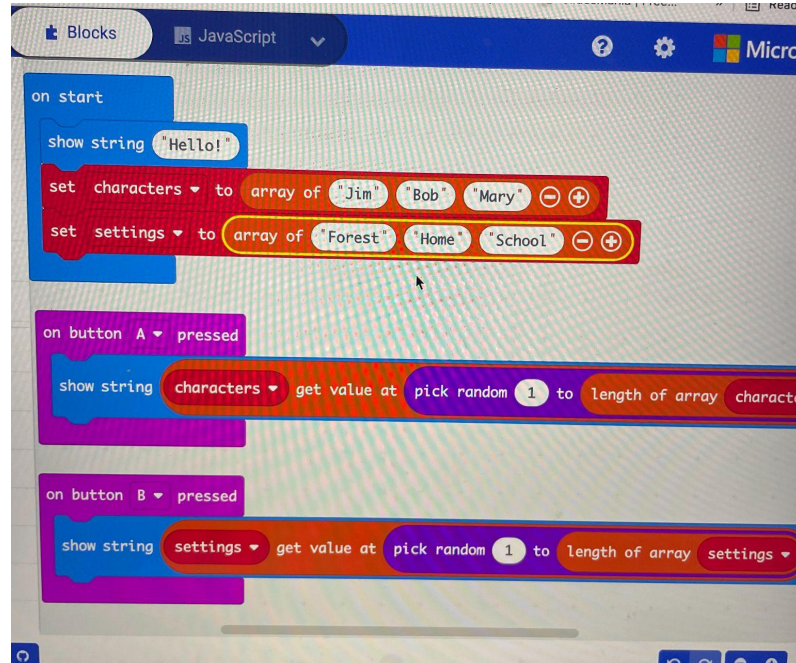 Blocks
JS JavaScript
?
Micro
on start
show string "Hello!"
set characters to array of "Jim" "Bob" "Mary"
set settings to array of "Forest" "Home" "School"
on button A pressed
show string characters get value at pick random 1 to length of array characte
on button B pressed
show string settings get value at pick random 1 to length of array settings